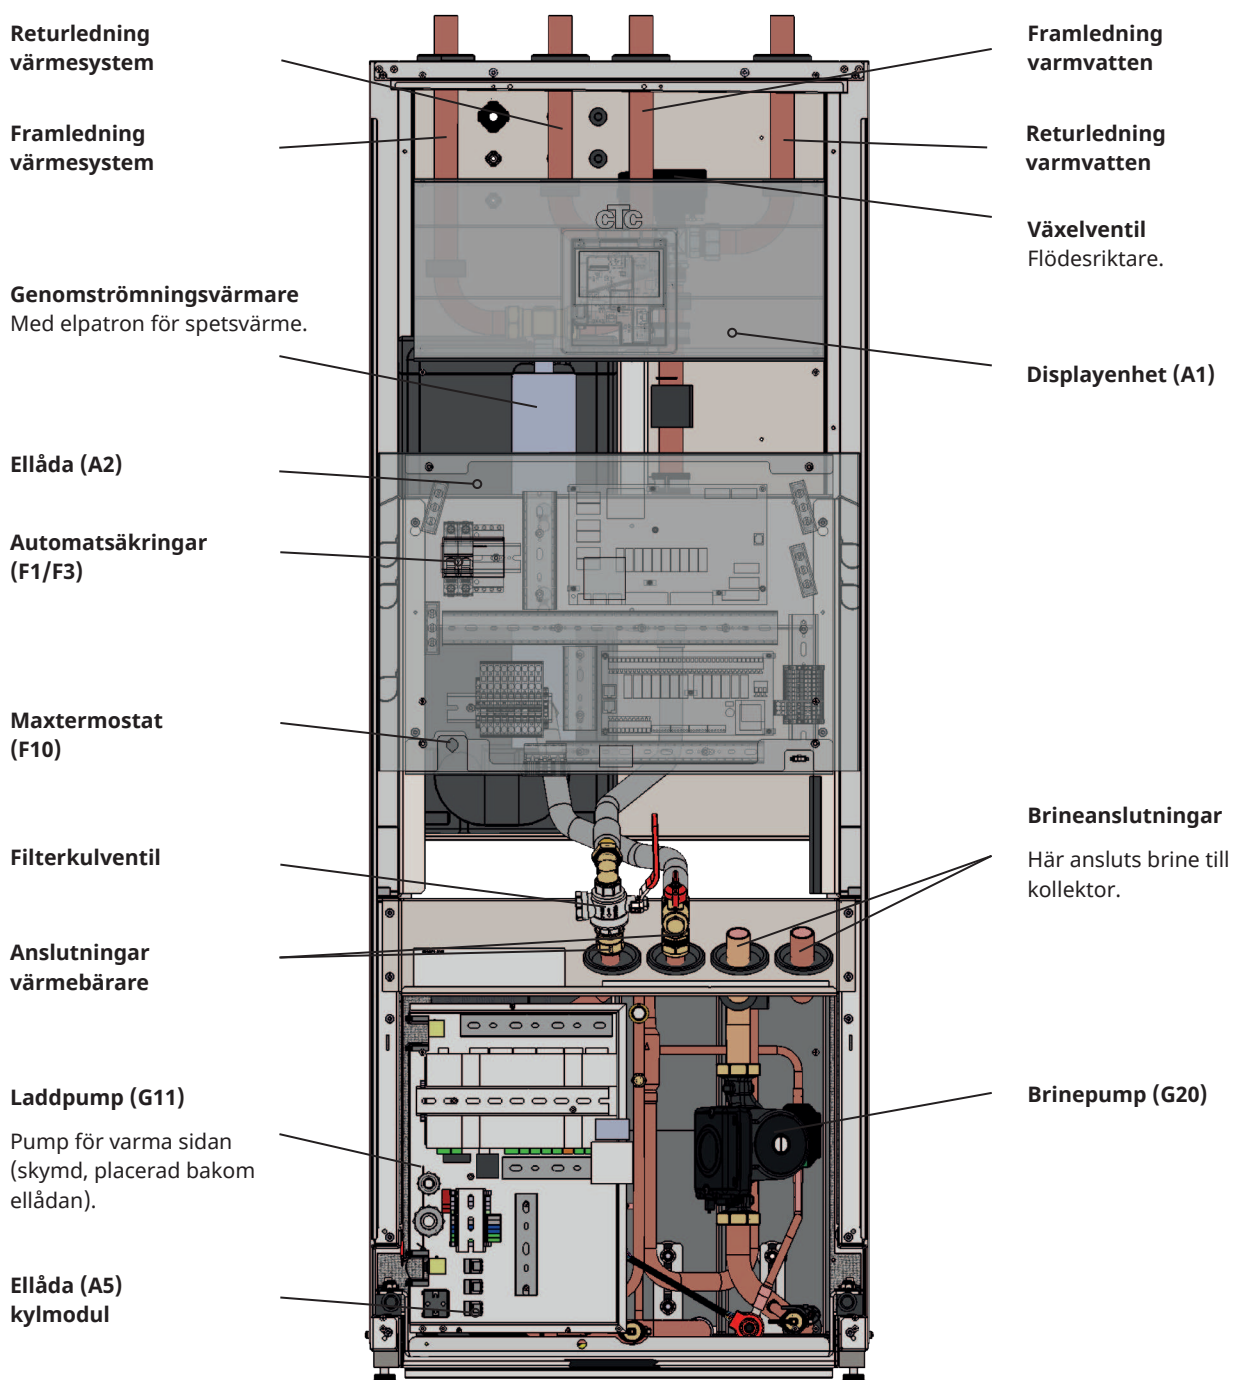 Returledning
värmesystem
Framledning
värmesystem
Genomströmningsvärmare
Med elpatron för spetsvärme.
Ellåda (A2)
Automatsäkringar
(F1/F3)
Maxtermostat
(F10)
Filterkulventil
Anslutningar
värmebärare
Laddpump (G11)
Pump för varma sidan
(skymd, placerad bakom
ellådan).
Ellåda (A5)
kylmodul
CTC
Framledning
varmvatten
Returledning
varmvatten
Växelventil
Flödesriktare.
Displayenhet (A1)
Brineanslutningar
Här ansluts brine till
kollektor.
Brinepump (G20)